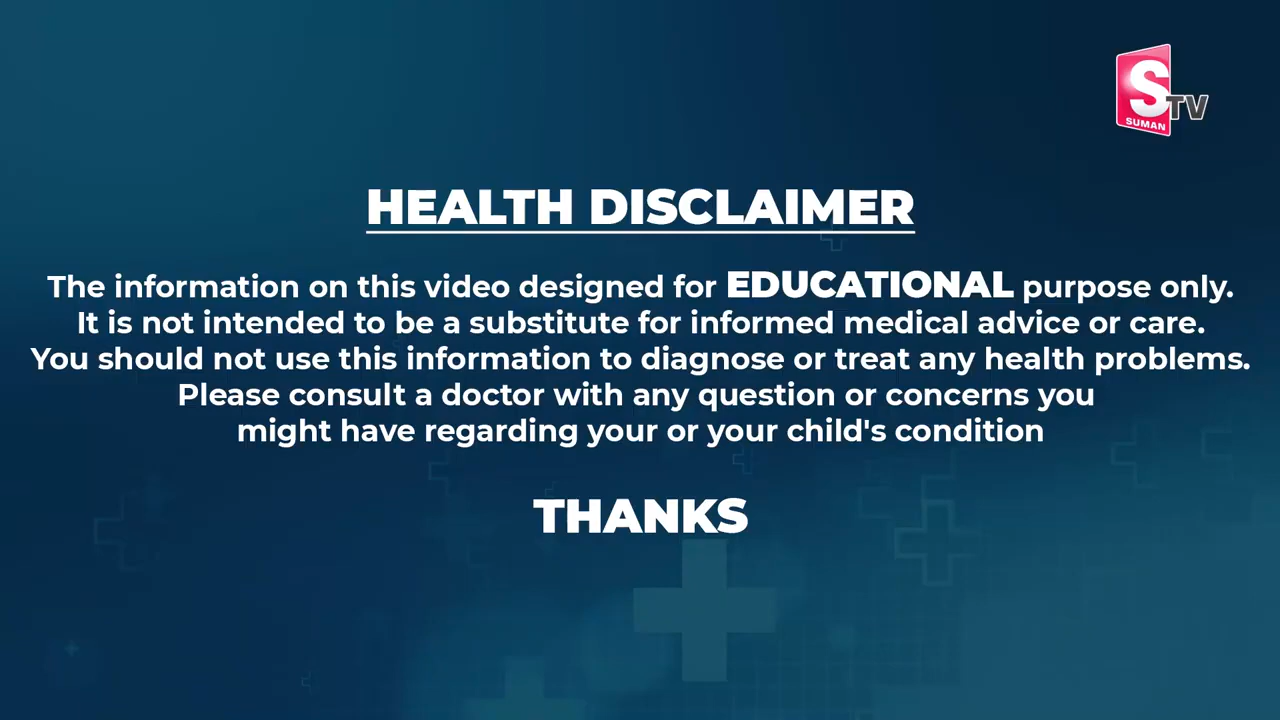 S
TV
SUMAN
HEALTH DISCLAIMER
The information on this video designed for EDUCATIONAL purpose only.
It is not intended to be a substitute for informed medical advice or care.
You should not use this information to diagnose or treat any health problems.
Please consult a doctor with any question or concerns you
might have regarding your or your child's condition
THANKS